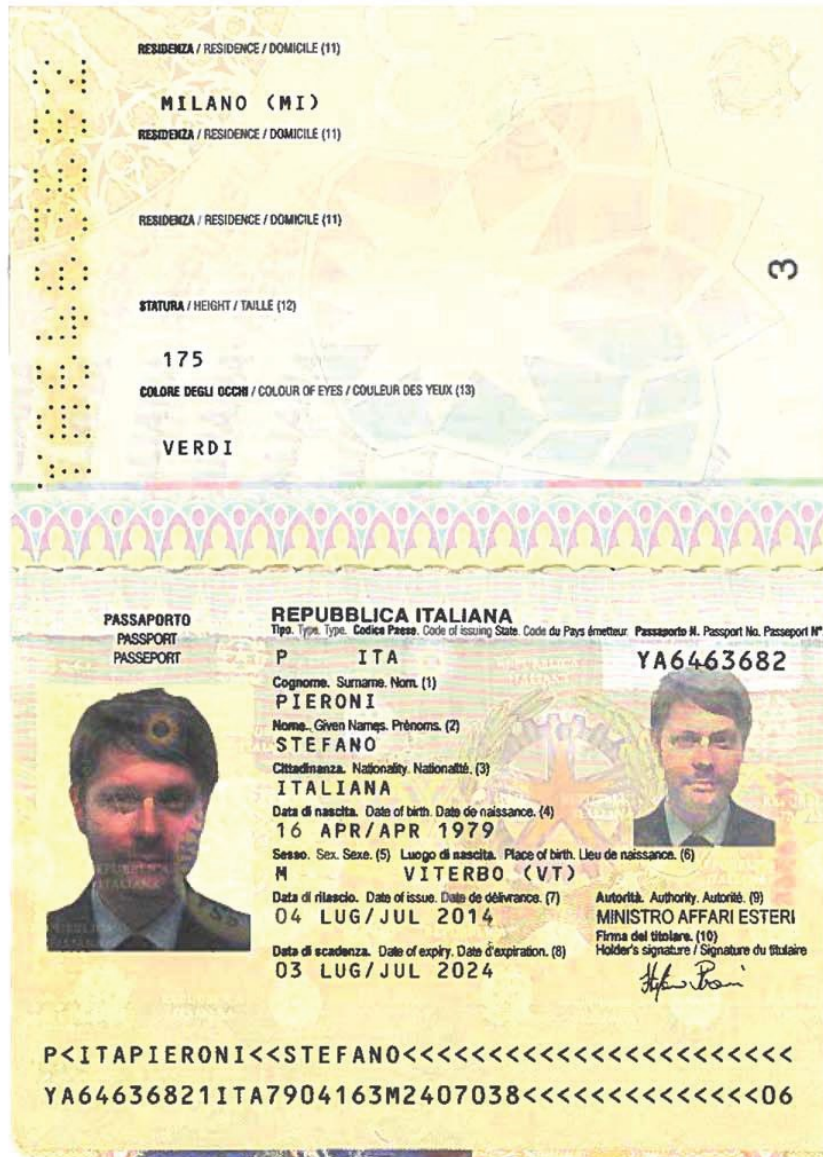 RESIDENZA / RESIDENCE / DOMICILE (11)
MILANO (MI)
RESIDENZA / RESIDENCE / DOMICILE (11)
RESIDENZA / RESIDENCE / DOMICILE (11)
3
STATURA / HEIGHT / TAILLE (12)
175
COLORE DEGLI OCCHI / COLOUR OF EYES / COULEUR DES YEUX (13)
VERDI
PASSAPORTO
PASSPORT
PASSEPORT
REPUBBLICA ITALIANA
Tipo. Type. Type. Codice Paese. Code of issuing State. Code du Pays émetteur. Passaporto N. Passport No. Passeport N°
P ITA YA6463682
Cognome. Surname. Nom. (1)
PIERONI
Nome. Given Names. Prénoms. (2)
STEFANO
Cittadinanza. Nationality. Nationalité. (3)
ITALIANA
Data di nascita. Date of birth. Date de naissance. (4)
16 APR/APR 1979
Sesso. Sex. Sexe. (5) Luogo di nascita. Place of birth. Lieu de naissance. (6)
M VITERBO (VT)
Data di rilascio. Date of issue. Date de délivrance. (7) Autorità. Authority. Autorité. (9)
04 LUG/JUL 2014 MINISTRO AFFARI ESTERI
Data di scadenza. Date of expiry. Date d'expiration. (8) Firma del titolare. (10)
Holder's signature / Signature du titulaire
03 LUG/JUL 2024
P<ITAPIERONI<<STEFANO<<<<<<<<<<<<<<<<<<<<<<<
YA64636821ITA7904163M2407038<<<<<<<<<<<<<<06